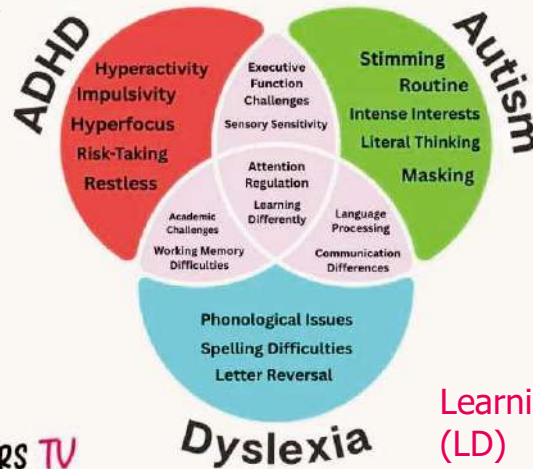 ADHD
Autism
Hyperactivity
Impulsivity
Hyperfocus
Risk-Taking
Restless
Executive
Function
Challenges
Sensory Sensitivity
Stimming
Routine
Intense Interests
Literal Thinking
Masking
Attention
Regulation
Learning
Differently
Academic
Challenges
Working Memory
Difficulties
Language
Processing
Communication
Differences
Phonological Issues
Spelling Difficulties
Letter Reversal
Dyslexia
RS TV
Learni
(LD)